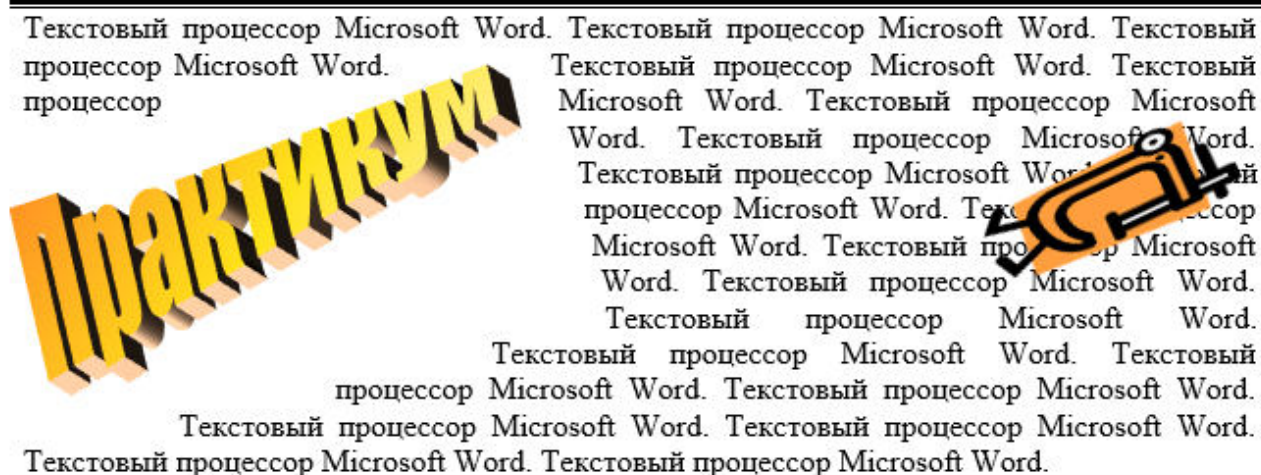 Текстовый процессор Microsoft Word. Текстовый процессор Microsoft Word. Текстовый
процессор Microsoft Word. Текстовый процессор Microsoft Word. Текстовый
процессор Microsoft Word. Текстовый процессор Microsoft
Практикум
Word. Текстовый процессор Microsoft Word.
Текстовый процессор Microsoft
процессор Microsoft Word.
Microsoft Word. Текстовый Microsoft
Word. Текстовый процессор Microsoft Word.
Текстовый процессор Microsoft Word.
Текстовый процессор Microsoft Word. Текстовый
процессор Microsoft Word. Текстовый процессор Microsoft Word.
Текстовый процессор Microsoft Word. Текстовый процессор Microsoft Word.
Текстовый процессор Microsoft Word. Текстовый процессор Microsoft Word.